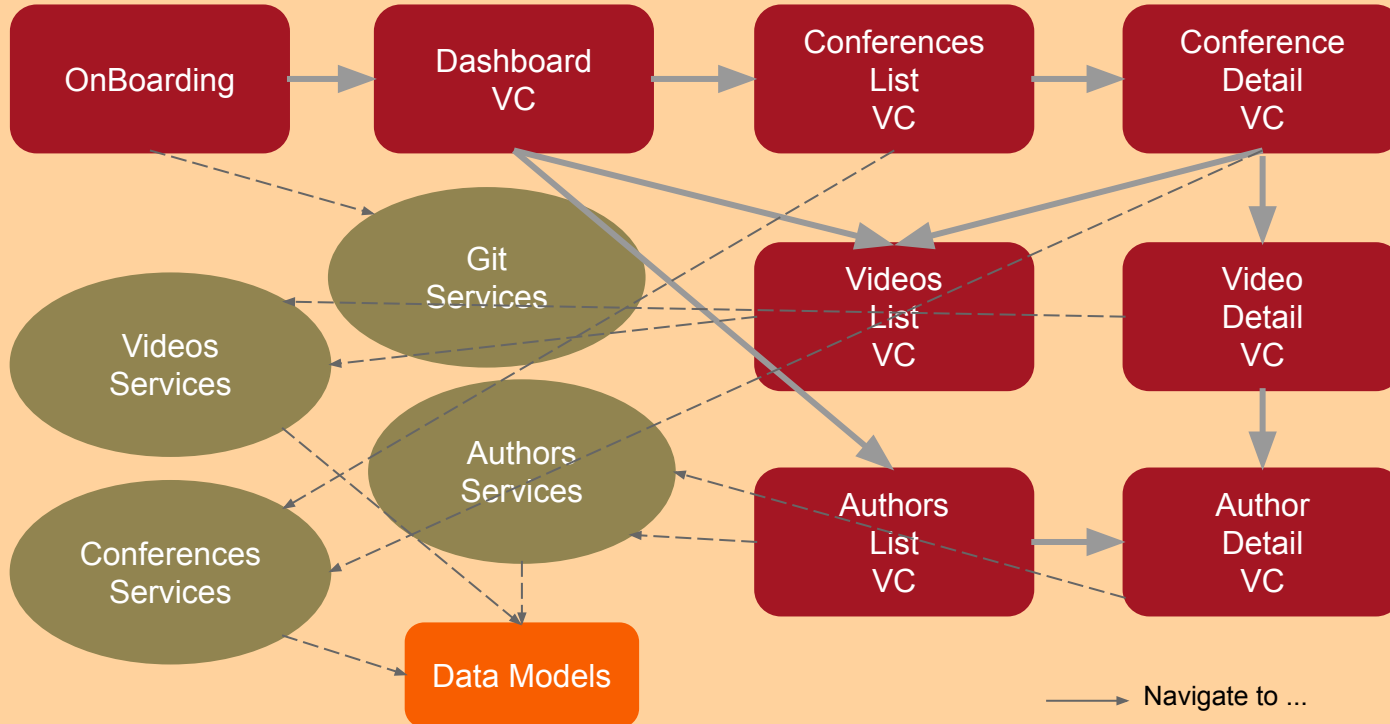 OnBoarding
Dashboard
VC
Conferences
List
VC
Conference
Detail
VC
Git
Services
Videos
List
VC
Video
Detail
VC
Videos
Services
Authors
Services
Authors
List
VC
Author
Detail
VC
Conferences
Services
Data Models
Navigate to ...